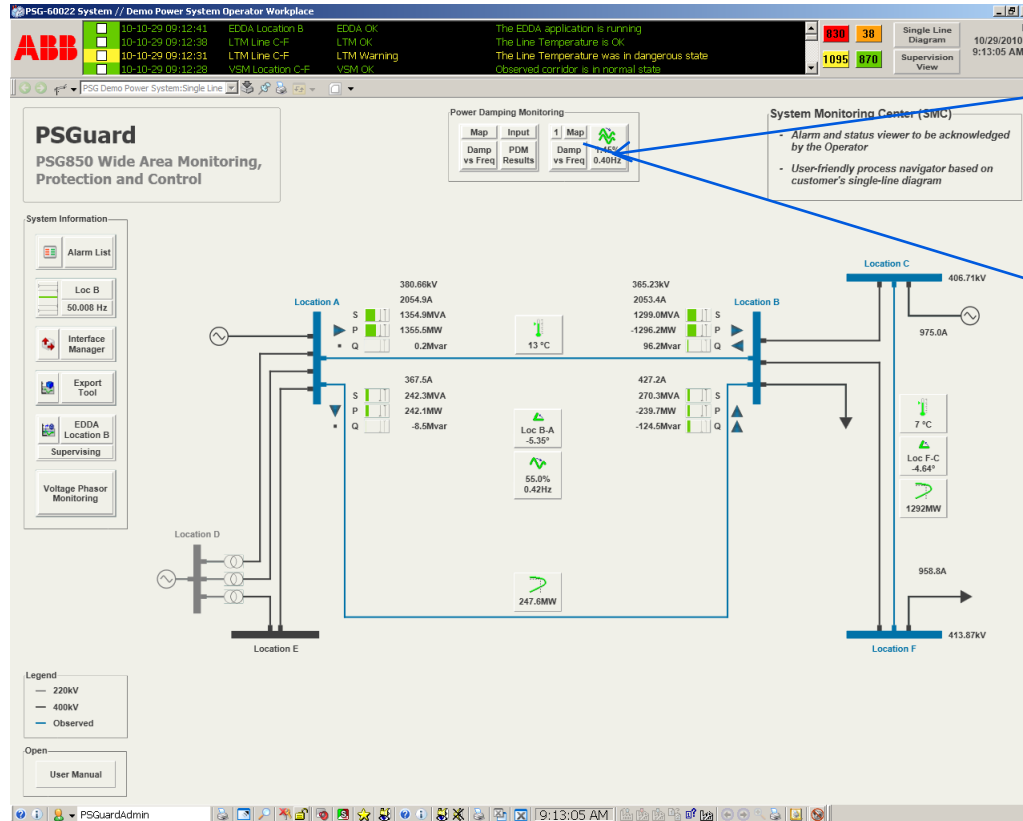 PSG-60022 System // Demo Power System Operator Workplace
ABB
10-10-29 09:12:41 EDDA Location B EDDA OK The EDDA application is running
10-10-29 09:12:38 LTM Line C-F LTM OK The Line Temperature is OK
10-10-29 09:12:31 LTM Line C-F LTM Warning The Line Temperature was in dangerous state
10-10-29 09:12:28 VSM Location C-F VSM OK Observed corridor is in normal state
830 38
1095 870
Single Line Diagram
Supervision View
10/29/2010
9:13:05 AM
PSG Demo Power System:Single Line
PSGuard
PSG850 Wide Area Monitoring,
Protection and Control
Power Damping Monitoring
Map Input 1 Map
Damp vs Freq PDM Results Damp vs Freq 1.45%
0.40Hz
System Monitoring Center (SMC)
- Alarm and status viewer to be acknowledged
by the Operator
- User-friendly process navigator based on
customer's single-line diagram
System Information
Alarm List
Loc B
50.008 Hz
Interface Manager
Export Tool
EDDA Location B
Supervising
Voltage Phasor Monitoring
Location A
380.66kV
2054.9A
S 1354.9MVA
P 1355.5MW
Q 0.2Mvar
367.5A
S 242.3MVA
P 242.1MW
Q -8.5Mvar
13 °C
Loc B-A
-5.35°
55.0%
0.42Hz
247.6MW
Location B
365.23kV
2053.4A
1299.0MVA S
-1296.2MW P
96.2Mvar Q
427.2A
270.3MVA S
-239.7MW P
-124.5Mvar Q
Location C
406.71kV
975.0A
7 °C
Loc F-C
-4.64°
1292MW
958.8A
413.87kV
Location F
Location D
Location E
Legend
220kV
400kV
Observed
Open
User Manual
PSGuardAdmin
9:13:05 AM